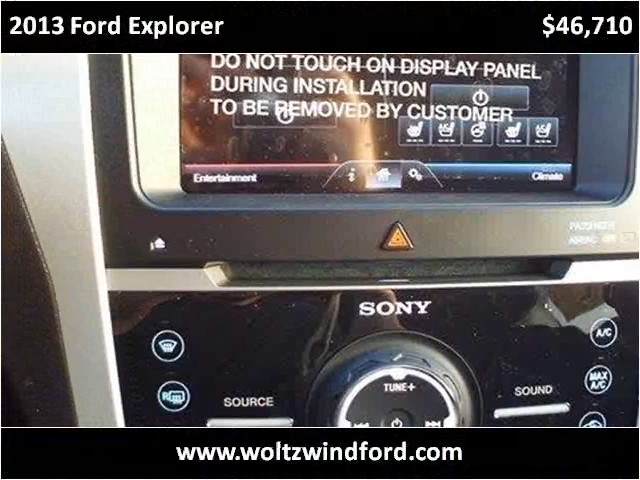 2013 Ford Explorer
$46,710
DO NOT TOUCH ON DISPLAY PANEL
DURING INSTALLATION
TO BE REMOVED BY CUSTOMER
Entertainment
Climate
PASSENGER
AIRBAG
SONY
A/C
MAX
A/C
R
TUNE+
SOURCE
SOUND
www.woltzwindford.com